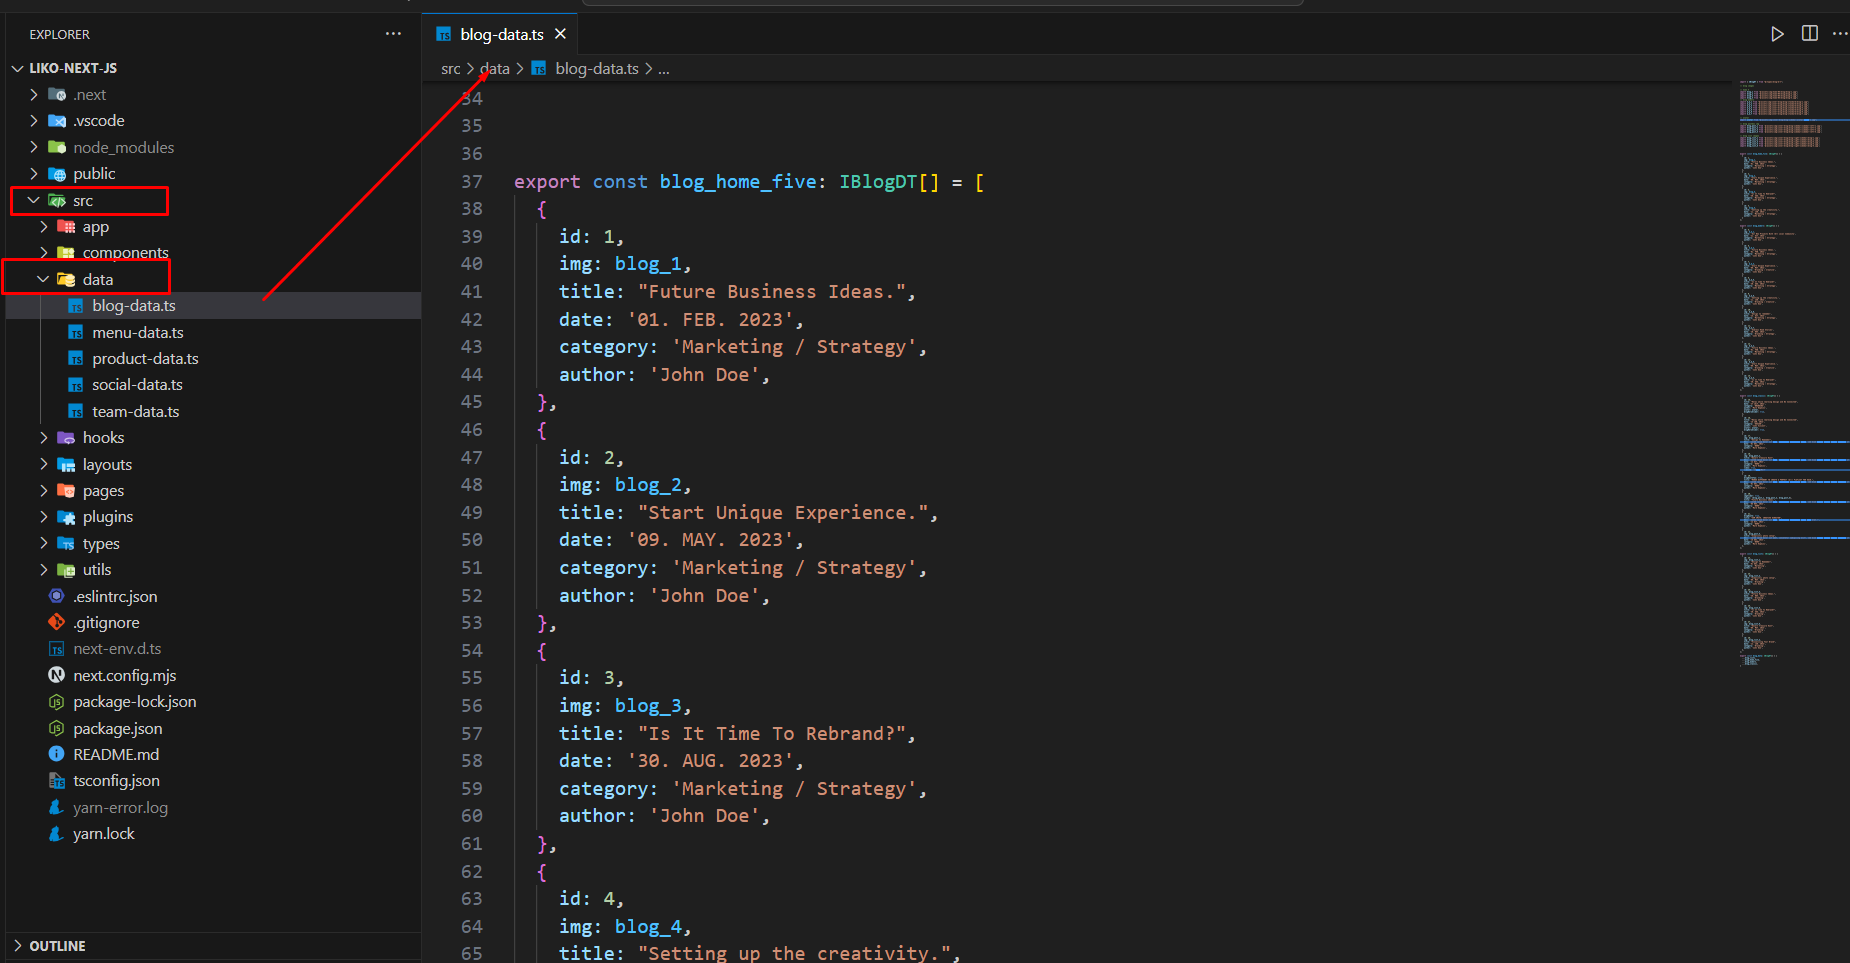 EXPLORER
LIKO-NEXT-JS
.next
.vscode
node_modules
public
src
app
components
data
blog-data.ts
menu-data.ts
product-data.ts
social-data.ts
team-data.ts
hooks
layouts
pages
plugins
types
utils
.eslintrc.json
.gitignore
next-env.d.ts
next.config.mjs
package-lock.json
package.json
README.md
tsconfig.json
yarn-error.log
yarn.lock
OUTLINE
blog-data.ts
src > data > blog-data.ts > ...
34
35
36
37 export const blog_home_five: IBlogDT[] = [
38 {
39 id: 1,
40 img: blog_1,
41 title: "Future Business Ideas.",
42 date: '01. FEB. 2023',
43 category: 'Marketing / Strategy',
44 author: 'John Doe',
45 },
46 {
47 id: 2,
48 img: blog_2,
49 title: "Start Unique Experience.",
50 date: '09. MAY. 2023',
51 category: 'Marketing / Strategy',
52 author: 'John Doe',
53 },
54 {
55 id: 3,
56 img: blog_3,
57 title: "Is It Time To Rebrand?",
58 date: '30. AUG. 2023',
59 category: 'Marketing / Strategy',
60 author: 'John Doe',
61 },
62 {
63 id: 4,
64 img: blog_4,
65 title: "Setting up the creativity.",